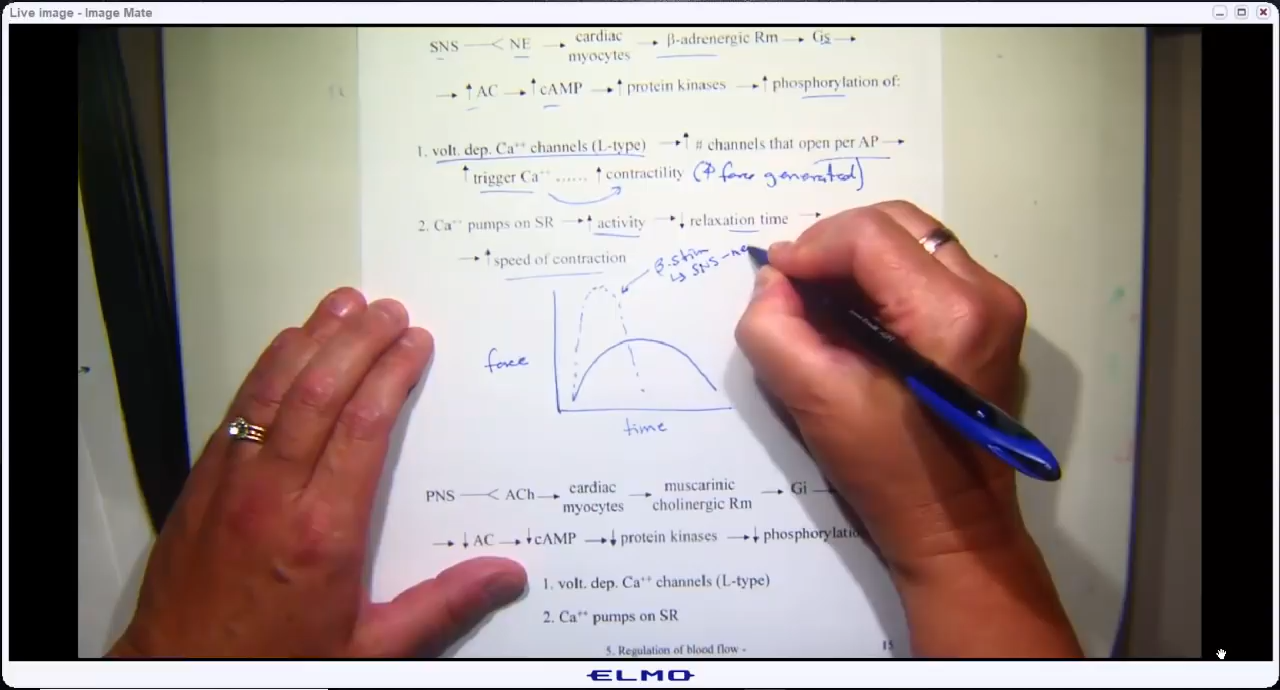 Live image - Image Mate
SNS —< NE → cardiac myocytes → β-adrenergic Rm → Gs →
→ ↑ AC → ↑ cAMP → ↑ protein kinases → ↑ phosphorylation of:
1. volt. dep. Ca⁺⁺ channels (L-type) → ↑ # channels that open per AP →
↑ trigger Ca⁺⁺ ...... ↑ contractility (↑ force generated)
2. Ca⁺⁺ pumps on SR → ↑ activity → ↓ relaxation time →
→ ↑ speed of contraction
β-stim
↳ SNS-ne
force
time
PNS —< ACh → cardiac myocytes → muscarinic cholinergic Rm → Gi →
→ ↓ AC → ↓ cAMP → ↓ protein kinases → ↓ phosphorylatio
1. volt. dep. Ca⁺⁺ channels (L-type)
2. Ca⁺⁺ pumps on SR
5. Regulation of blood flow - 15
ELMO